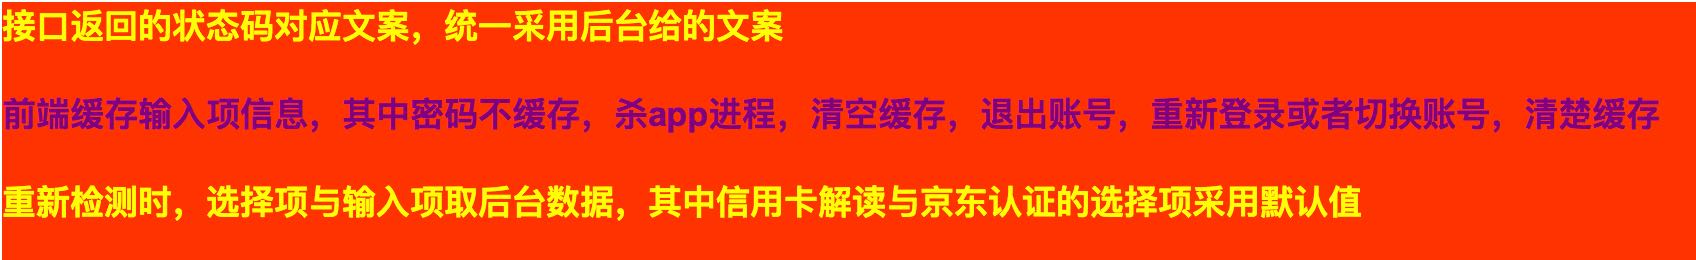 接口返回的状态码对应文案，统一采用后台给的文案
前端缓存输入项信息，其中密码不缓存，杀app进程，清空缓存，退出账号，重新登录或者切换账号，清楚缓存
重新检测时，选择项与输入项取后台数据，其中信用卡解读与京东认证的选择项采用默认值